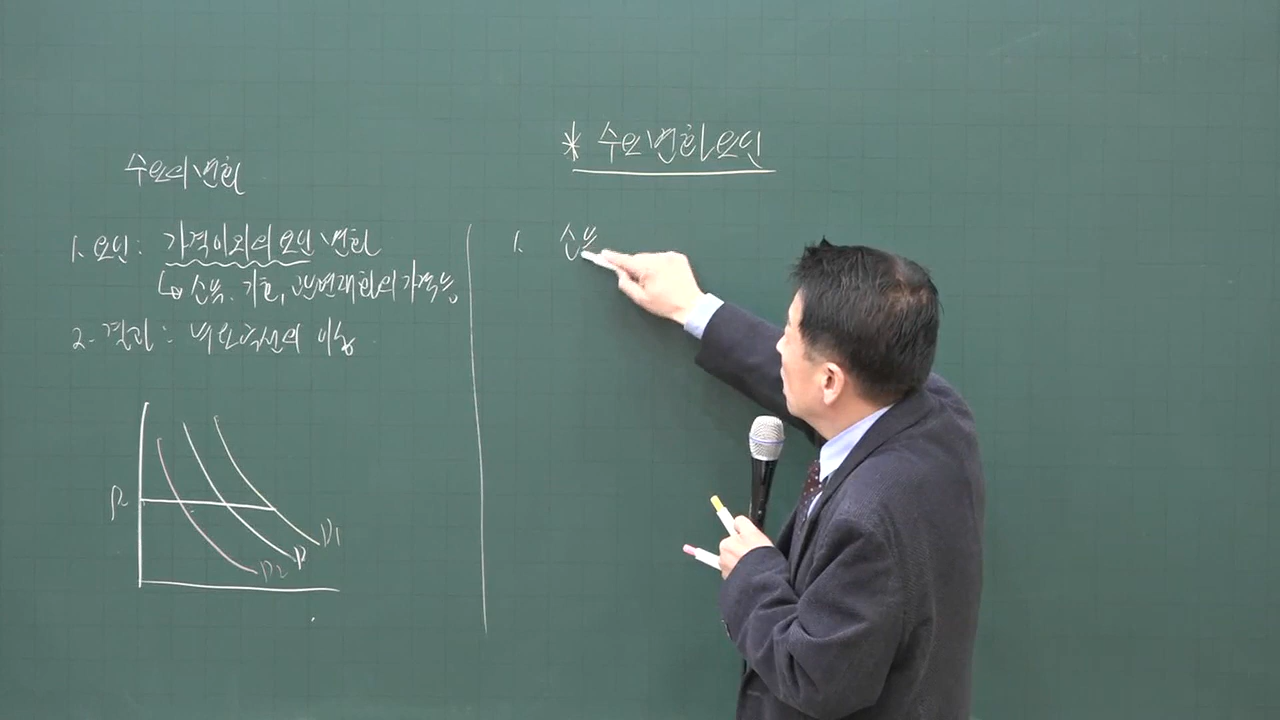 수요의 변화
1. 요인 : 가격이외의 요인 변화
↳ 소득, 기호, 관련재화의 가격 등
2. 결과 : 수요곡선의 이동
P
D2
D
D1
* 수요변화요인
1. 소득